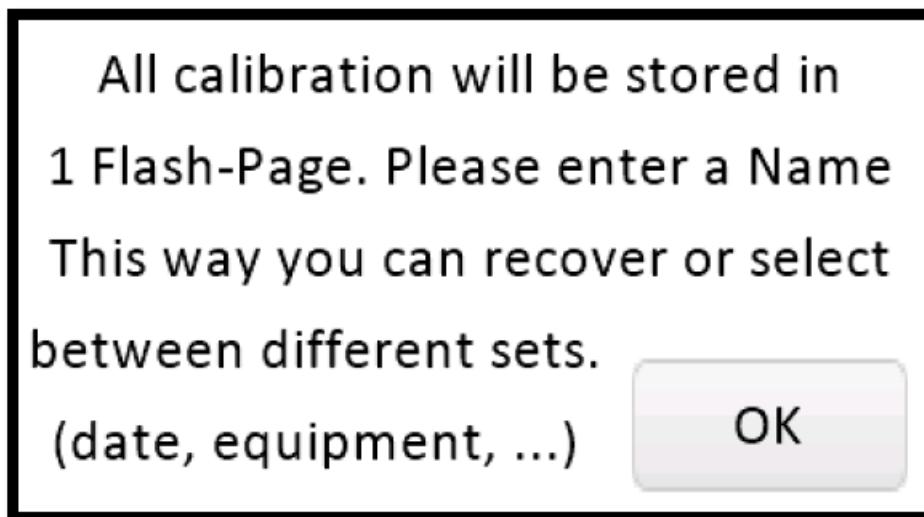 All calibration will be stored in
1 Flash-Page. Please enter a Name
This way you can recover or select
between different sets.
(date, equipment, ...)
OK